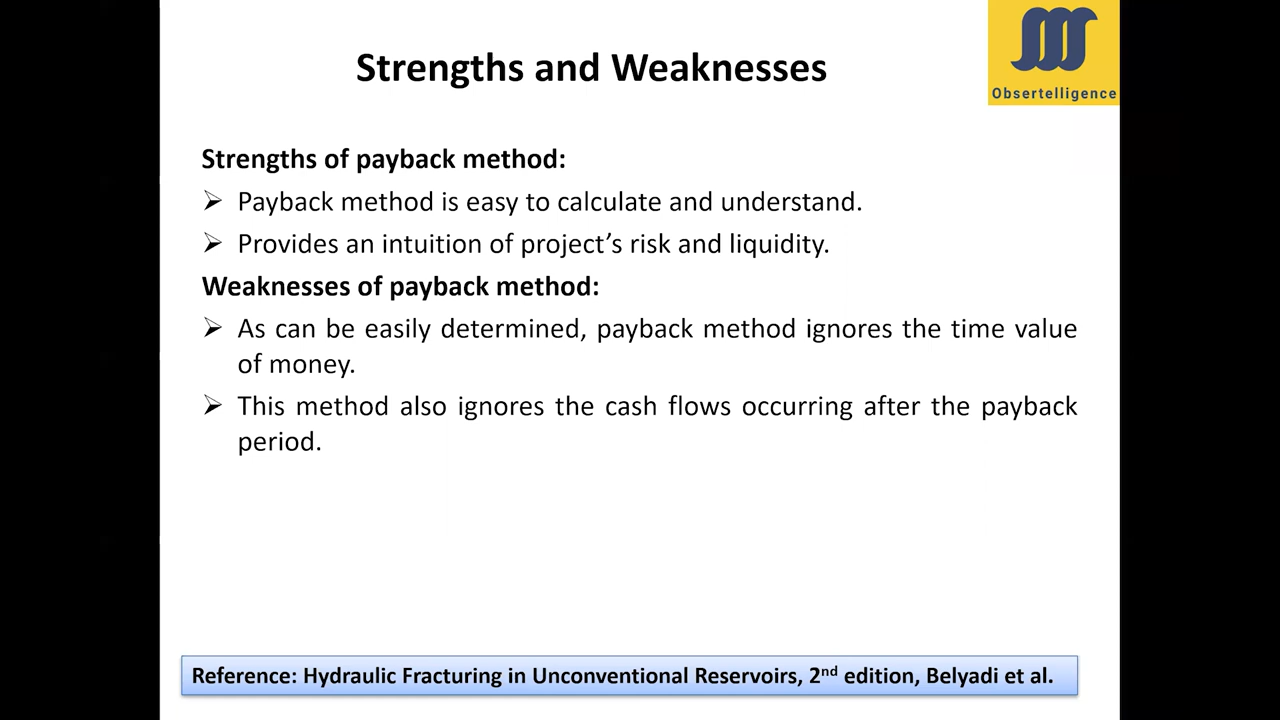 Strengths and Weaknesses
Obsertelligence
Strengths of payback method:
➢ Payback method is easy to calculate and understand.
➢ Provides an intuition of project’s risk and liquidity.
Weaknesses of payback method:
➢ As can be easily determined, payback method ignores the time value
of money.
➢ This method also ignores the cash flows occurring after the payback
period.
Reference: Hydraulic Fracturing in Unconventional Reservoirs, 2nd edition, Belyadi et al.